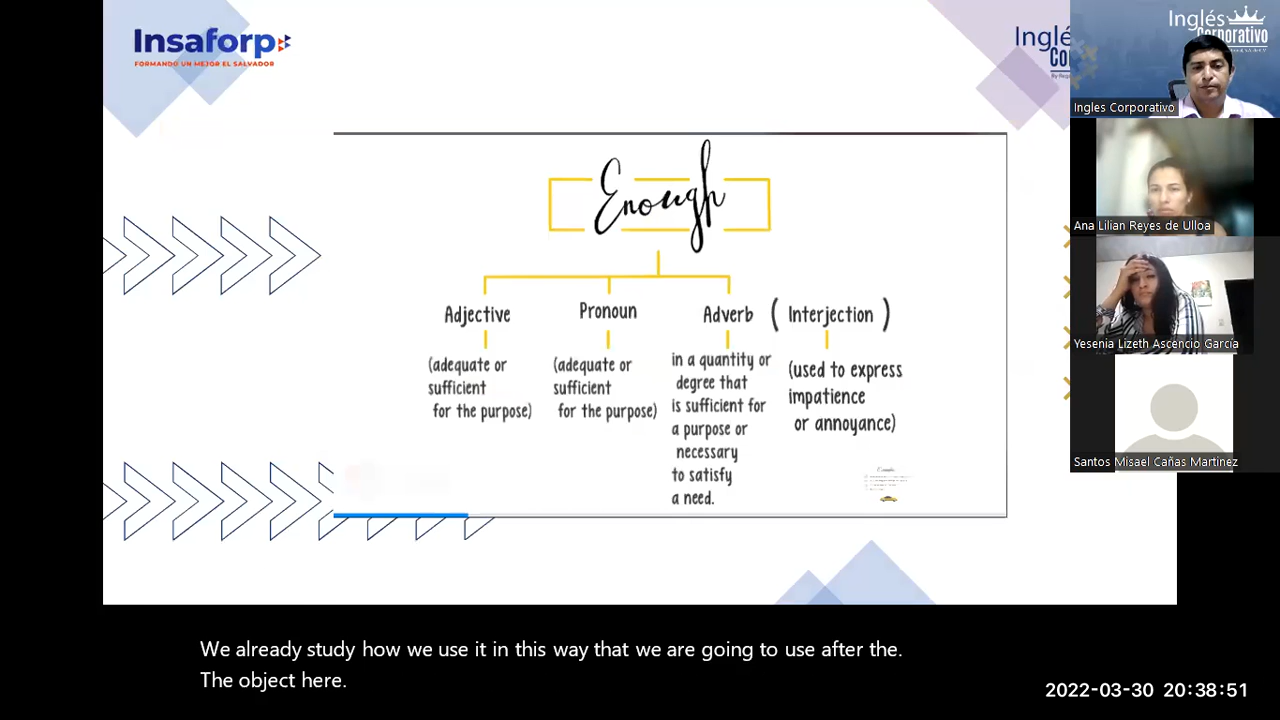 Insaforp
FORMANDO UN MEJOR EL SALVADOR
Inglés
Corporativo
Ingles Corporativo
Ana Lilian Reyes de Ulloa
Yesenia Lizeth Ascencio García
Santos Misael Cañas Martinez
Enough
Adjective
(adequate or
sufficient
for the purpose)
Pronoun
(adequate or
sufficient
for the purpose)
Adverb
in a quantity or
degree that
is sufficient for
a purpose or
necessary
to satisfy
a need.
( Interjection )
(used to express
impatience
or annoyance)
We already study how we use it in this way that we are going to use after the.
The object here.
2022-03-30 20:38:51